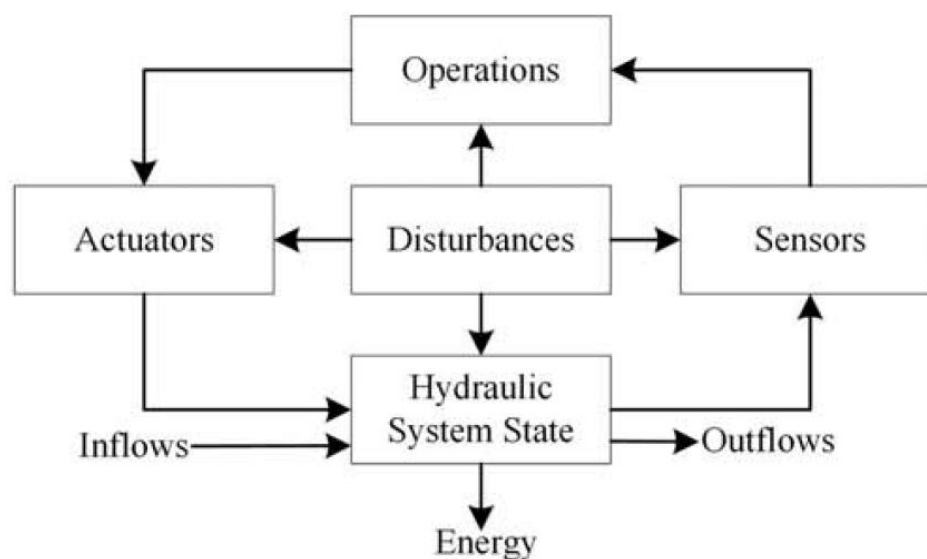 Operations
Actuators
Disturbances
Sensors
Hydraulic
System State
Inflows
Outflows
Energy